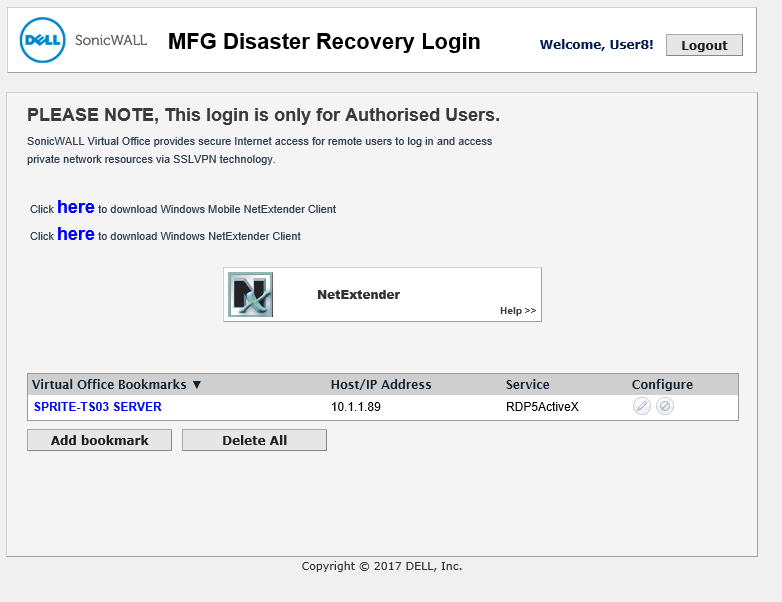 DELL SonicWALL MFG Disaster Recovery Login Welcome, User8! Logout
PLEASE NOTE, This login is only for Authorised Users.
SonicWALL Virtual Office provides secure Internet access for remote users to log in and access
private network resources via SSLVPN technology.
Click here to download Windows Mobile NetExtender Client
Click here to download Windows NetExtender Client
NetExtender
Help >>
Virtual Office Bookmarks ▼ Host/IP Address Service Configure
SPRITE-TS03 SERVER 10.1.1.89 RDP5ActiveX
Add bookmark Delete All
Copyright © 2017 DELL, Inc.